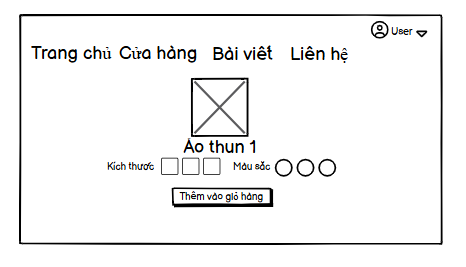 User
Trang chủ Cửa hàng Bài viết Liên hệ
Áo thun 1
Kích thước Màu sắc
Thêm vào giỏ hàng